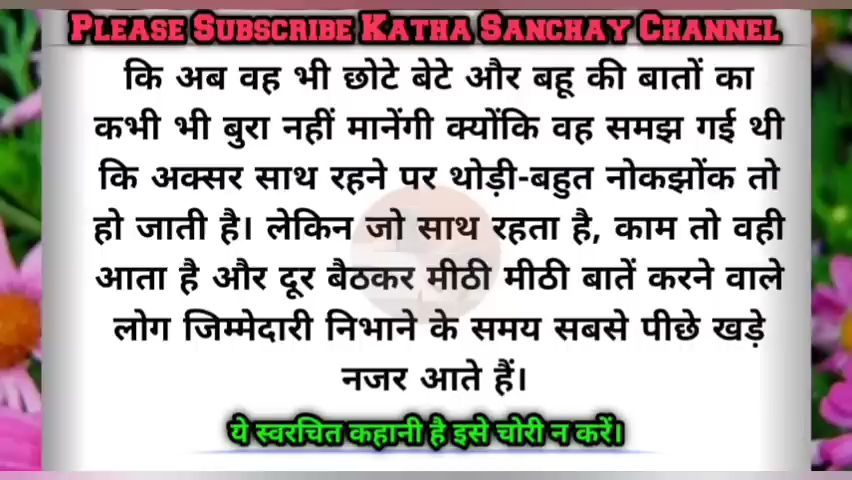 PLEASE SUBSCRIBE KATHA SANCHAY CHANNEL
कि अब वह भी छोटे बेटे और बहू की बातों का
कभी भी बुरा नहीं मानेंगी क्योंकि वह समझ गई थी
कि अक्सर साथ रहने पर थोड़ी-बहुत नोकझोंक तो
हो जाती है। लेकिन जो साथ रहता है, काम तो वही
आता है और दूर बैठकर मीठी मीठी बातें करने वाले
लोग जिम्मेदारी निभाने के समय सबसे पीछे खड़े
नजर आते हैं।
ये स्वरचित कहानी है इसे चोरी न करें।